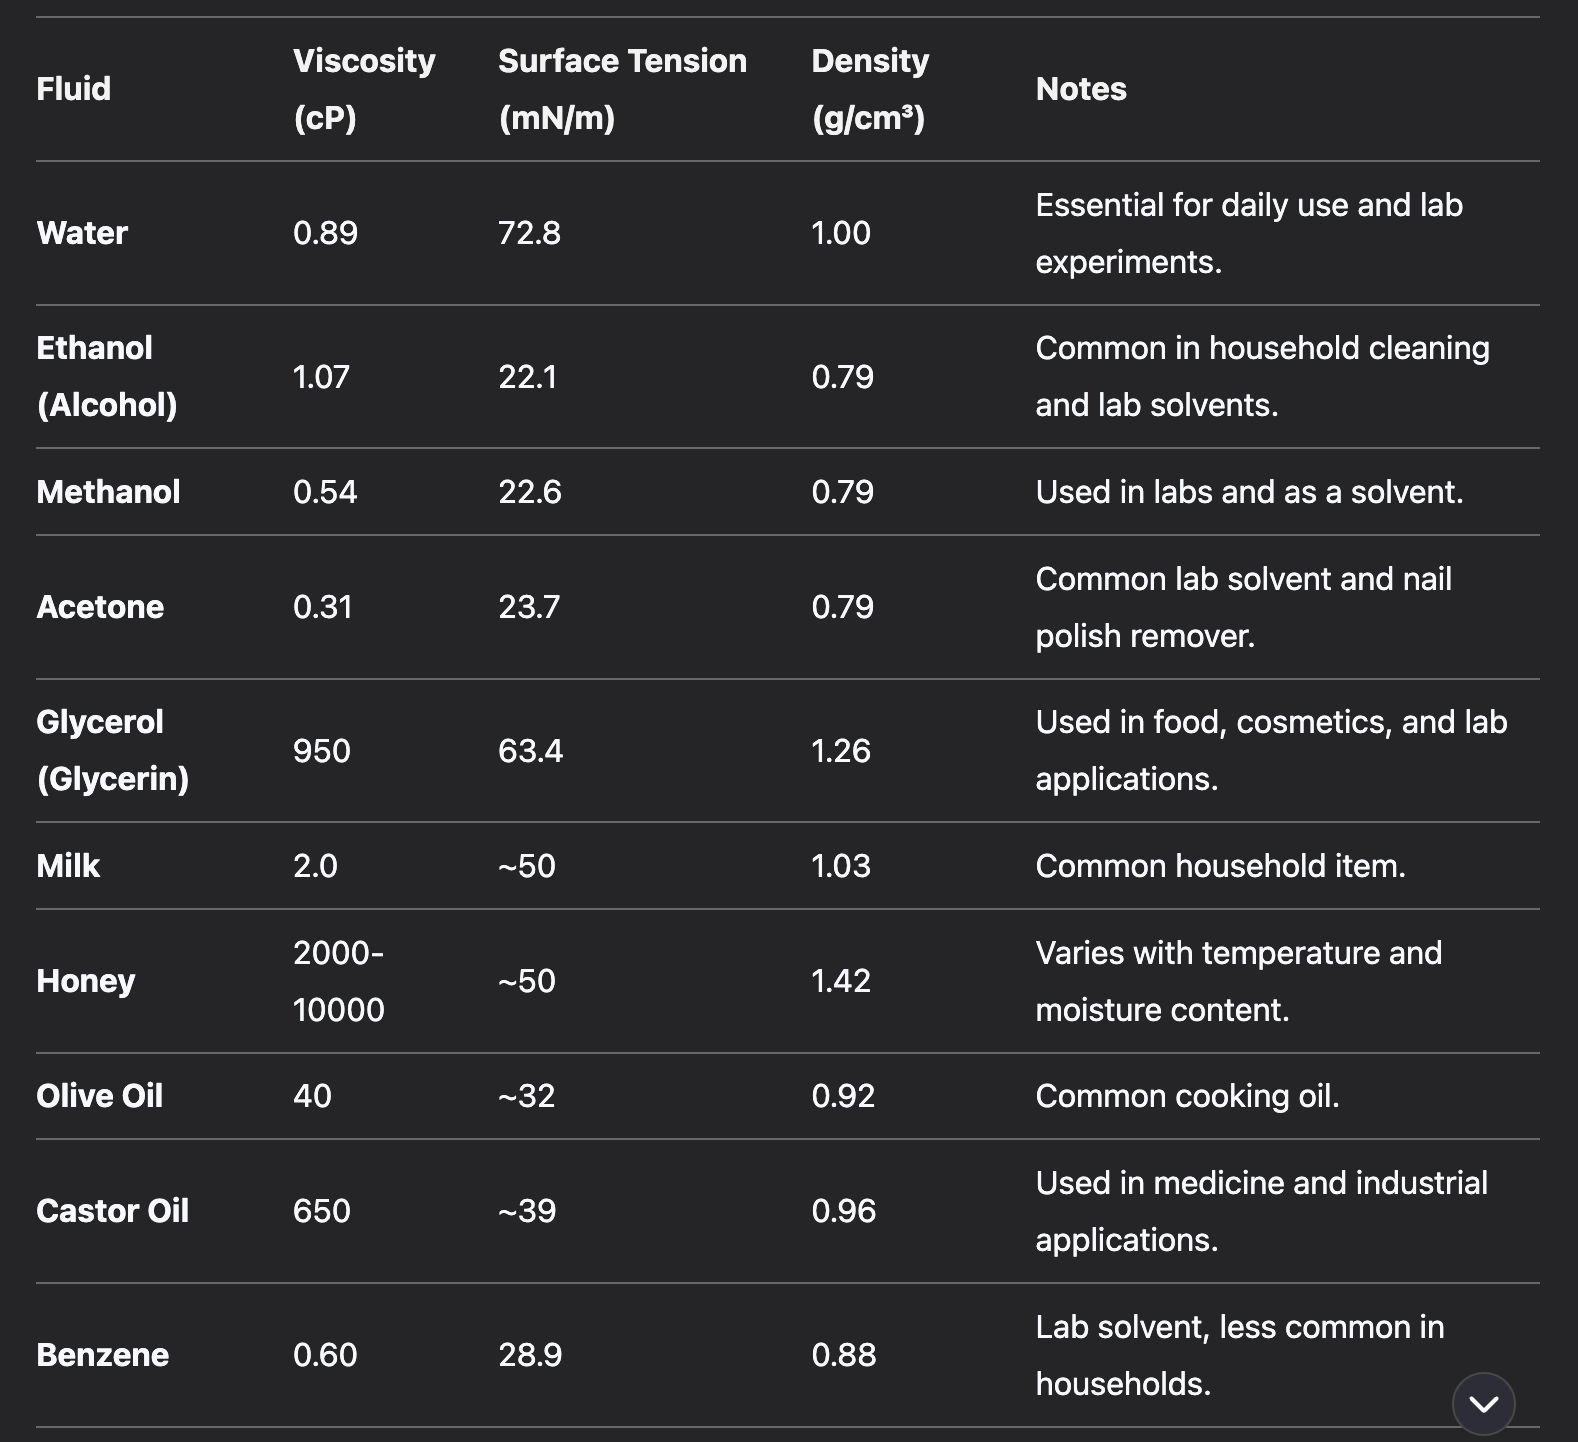 Fluid
Viscosity
(cP)
Surface Tension
(mN/m)
Density
(g/cm³)
Notes
Water
0.89
72.8
1.00
Essential for daily use and lab
experiments.
Ethanol
(Alcohol)
1.07
22.1
0.79
Common in household cleaning
and lab solvents.
Methanol
0.54
22.6
0.79
Used in labs and as a solvent.
Acetone
0.31
23.7
0.79
Common lab solvent and nail
polish remover.
Glycerol
(Glycerin)
950
63.4
1.26
Used in food, cosmetics, and lab
applications.
Milk
2.0
~50
1.03
Common household item.
Honey
2000-
10000
~50
1.42
Varies with temperature and
moisture content.
Olive Oil
40
~32
0.92
Common cooking oil.
Castor Oil
650
~39
0.96
Used in medicine and industrial
applications.
Benzene
0.60
28.9
0.88
Lab solvent, less common in
households.